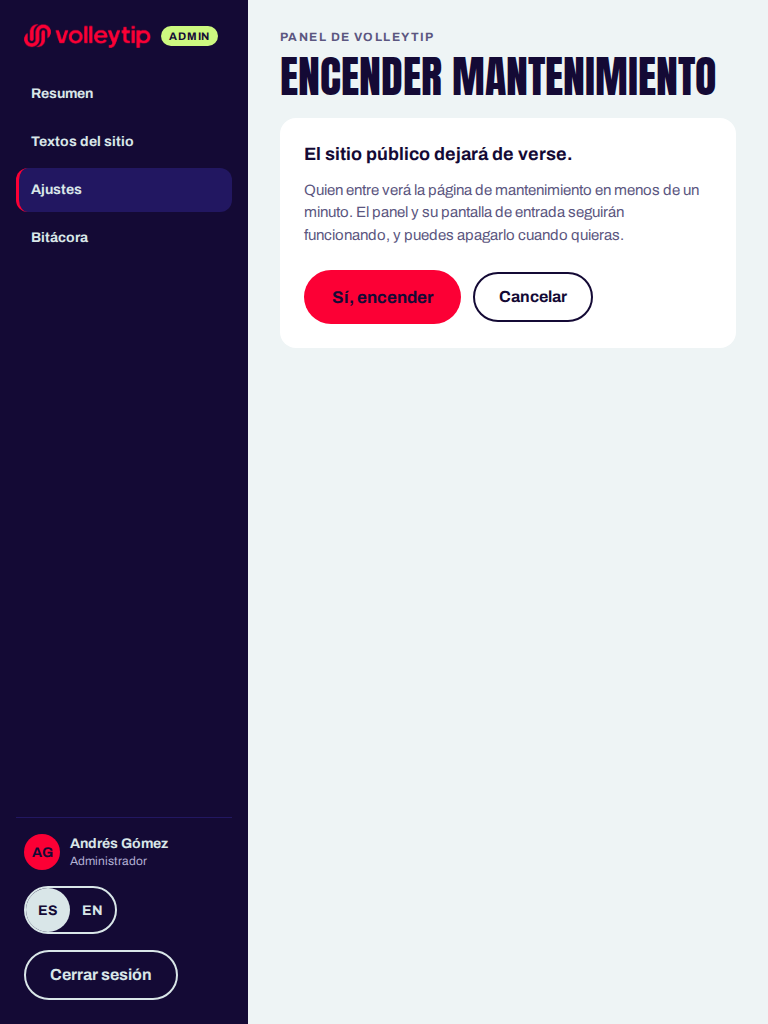 volleytip ADMIN
Resumen
Textos del sitio
Ajustes
Bitácora
AG
Andrés Gómez
Administrador
ES EN
Cerrar sesión
PANEL DE VOLLEYTIP
ENCENDER MANTENIMIENTO
El sitio público dejará de verse.
Quien entre verá la página de mantenimiento en menos de un
minuto. El panel y su pantalla de entrada seguirán
funcionando, y puedes apagarlo cuando quieras.
Sí, encender Cancelar